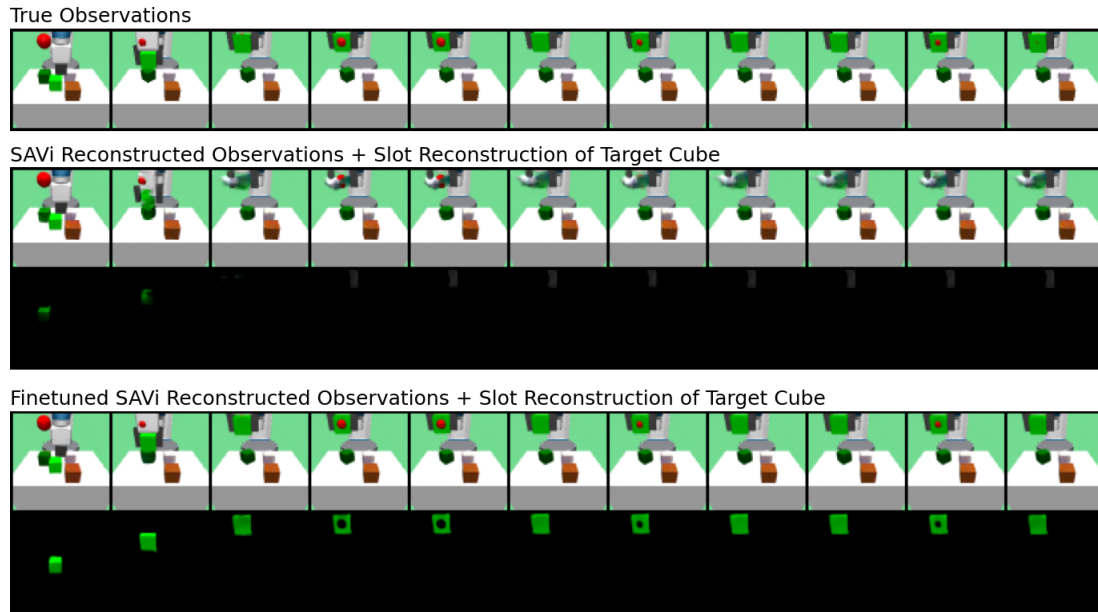 True Observations
SAVi Reconstructed Observations + Slot Reconstruction of Target Cube
Finetuned SAVi Reconstructed Observations + Slot Reconstruction of Target Cube